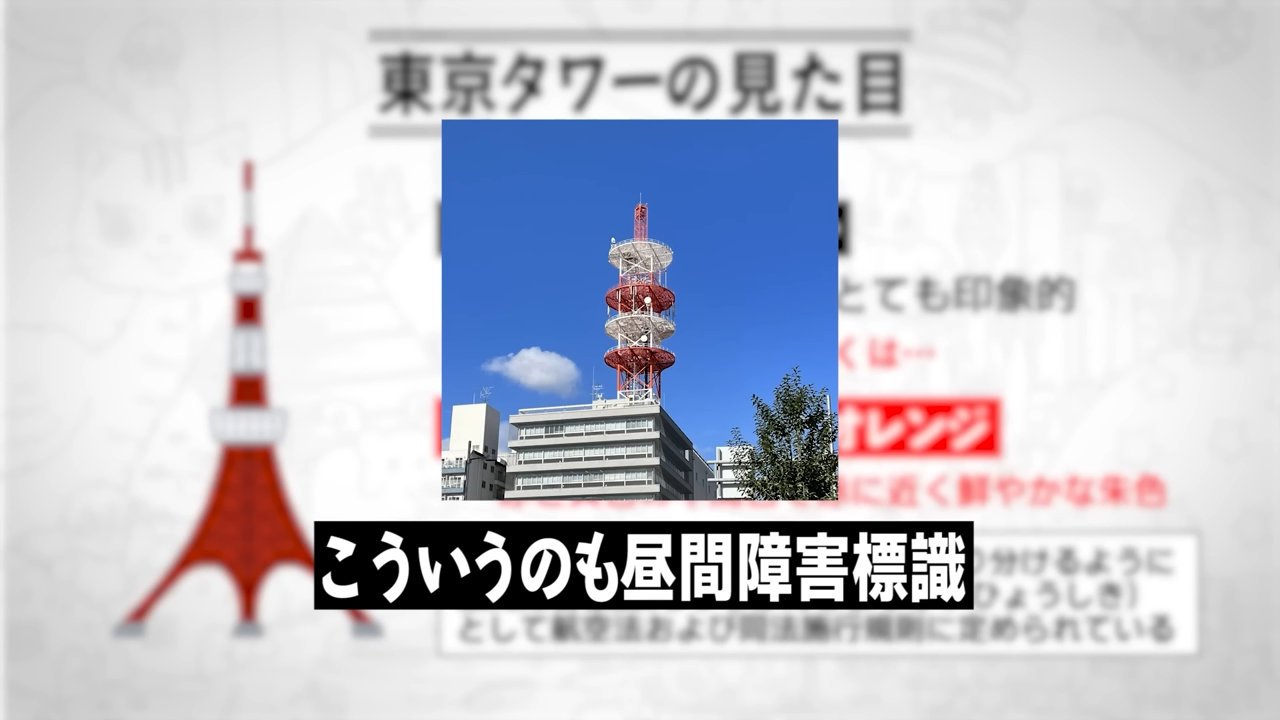 東京タワーの見た目
とても印象的
くは…
オレンジ
に近く鮮やかな朱色
こういうのも昼間障害標識
の分けるように
ひょうしき）
として航空法および同法施行規則に定められている